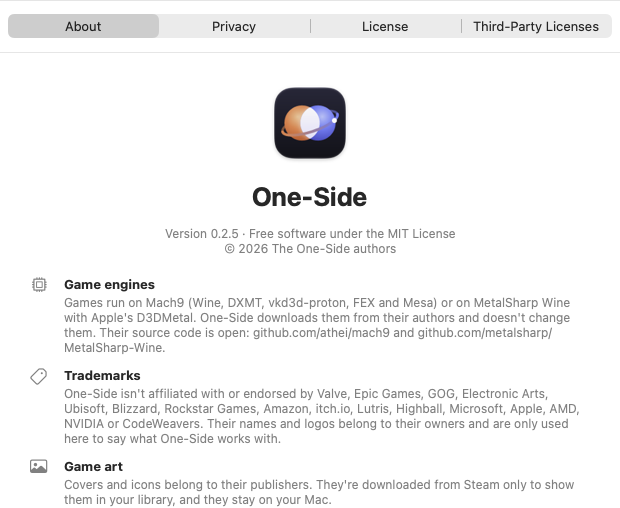 About
Privacy
License
Third-Party Licenses
One-Side
Version 0.2.5 · Free software under the MIT License
© 2026 The One-Side authors
Game engines
Games run on Mach9 (Wine, DXMT, vkd3d-proton, FEX and Mesa) or on MetalSharp Wine
with Apple's D3DMetal. One-Side downloads them from their authors and doesn't change
them. Their source code is open: github.com/athei/mach9 and github.com/metalsharp/
MetalSharp-Wine.
Trademarks
One-Side isn't affiliated with or endorsed by Valve, Epic Games, GOG, Electronic Arts,
Ubisoft, Blizzard, Rockstar Games, Amazon, itch.io, Lutris, Highball, Microsoft, Apple, AMD,
NVIDIA or CodeWeavers. Their names and logos belong to their owners and are only used
here to say what One-Side works with.
Game art
Covers and icons belong to their publishers. They're downloaded from Steam only to show
them in your library, and they stay on your Mac.